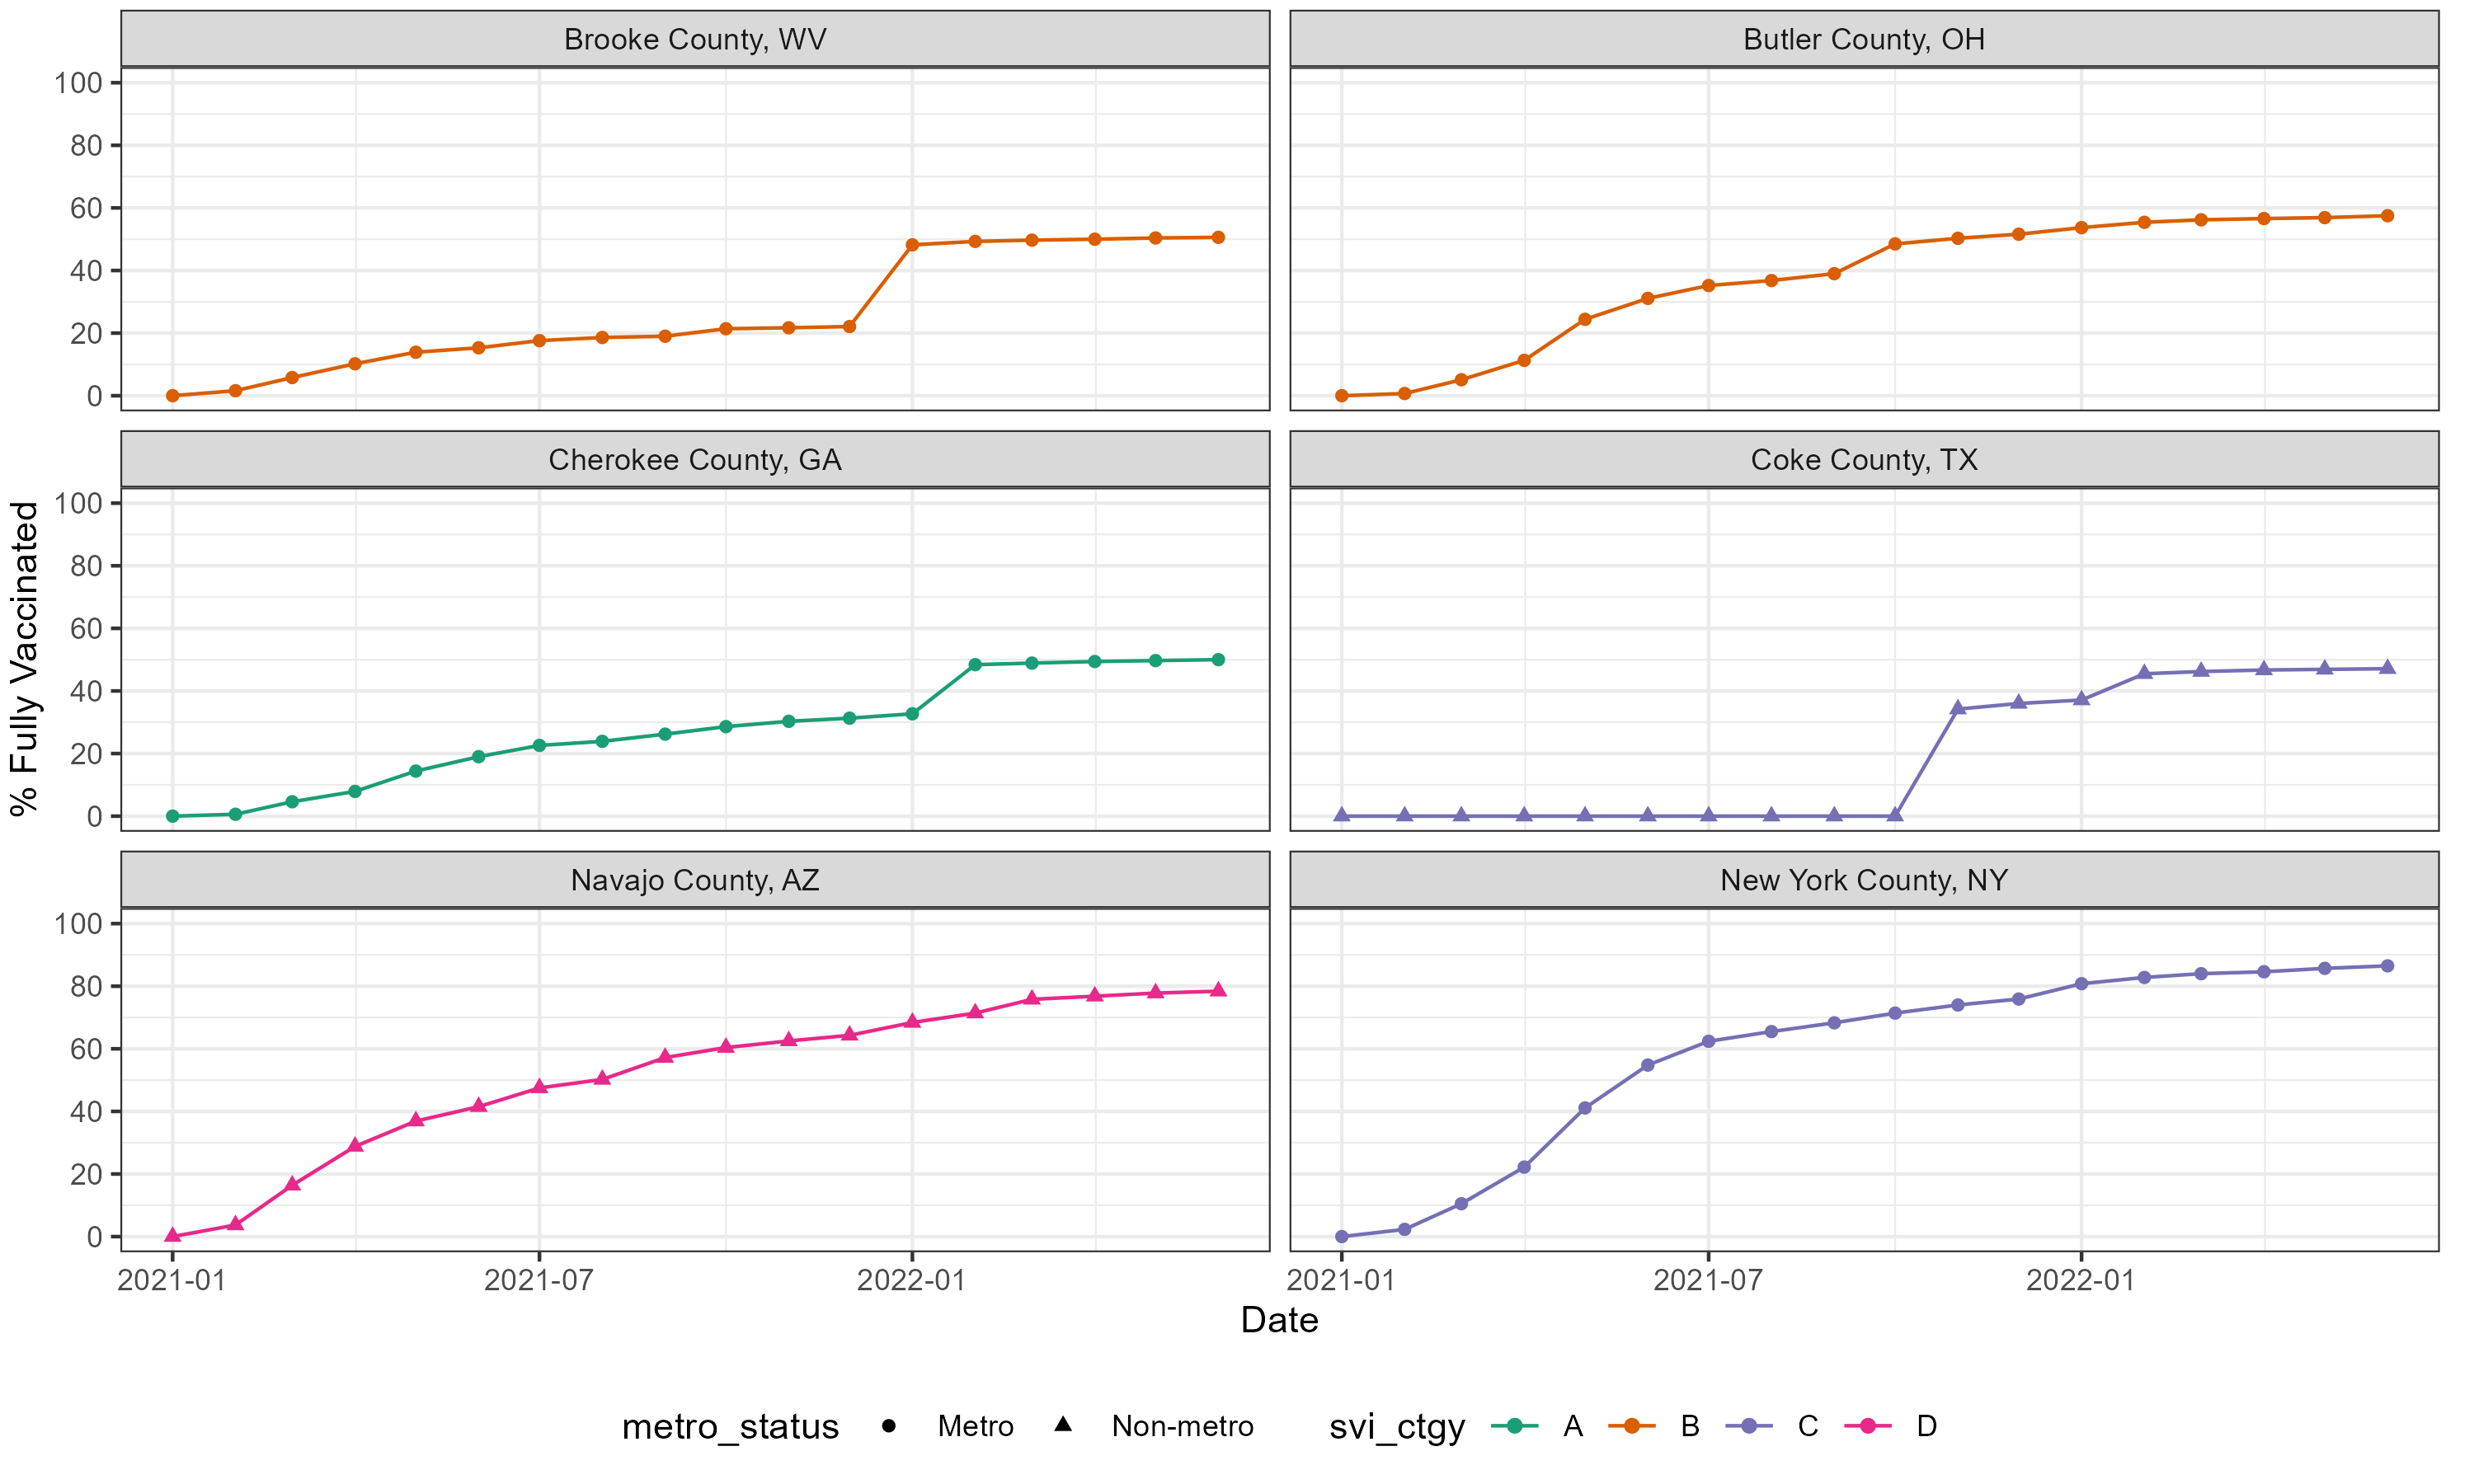 Brooke County, WV
Butler County, OH
100
80
60
40
20
0
Cherokee County, GA
Coke County, TX
100
80
60
40
20
0
% Fully Vaccinated
Navajo County, AZ
New York County, NY
100
80
60
40
20
0
2021-01 2021-07 2022-01 2021-01 2021-07 2022-01
Date
metro_status Metro Non-metro svi_ctgy A B C D